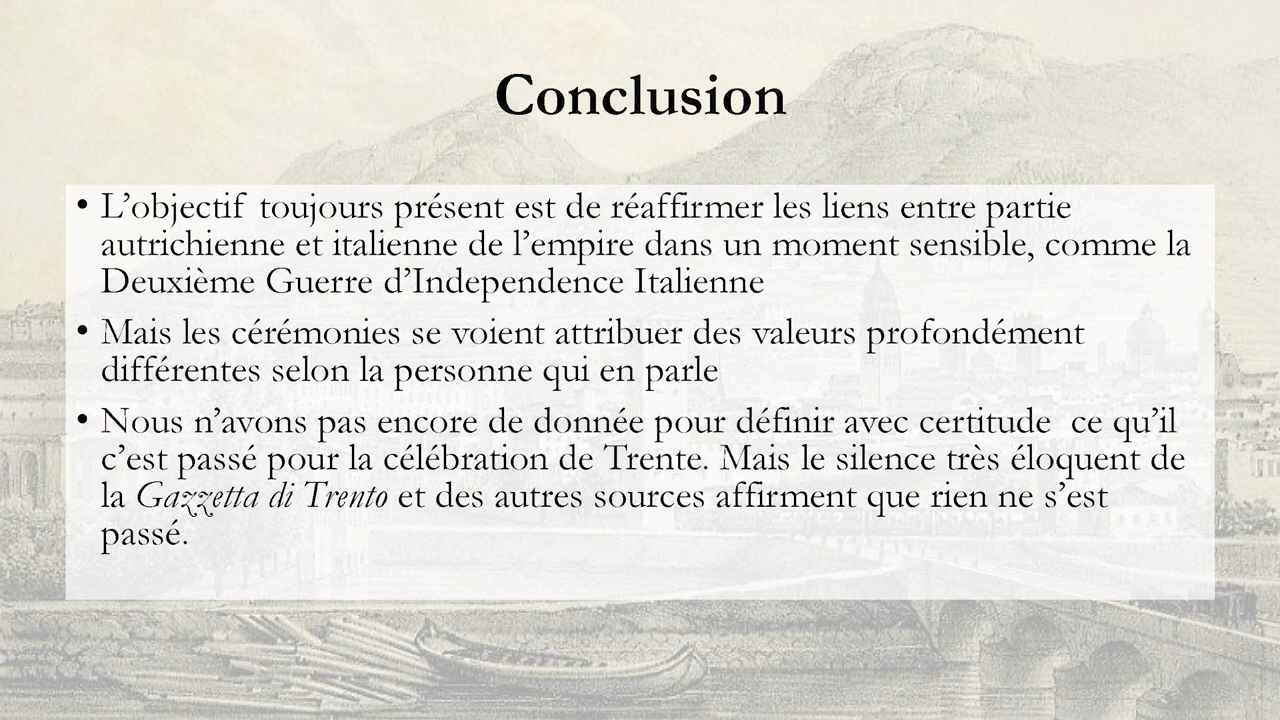 Conclusion
• L’objectif toujours présent est de réaffirmer les liens entre partie
autrichienne et italienne de l’empire dans un moment sensible, comme la
Deuxième Guerre d’Independence Italienne
• Mais les cérémonies se voient attribuer des valeurs profondément
différentes selon la personne qui en parle
• Nous n’avons pas encore de donnée pour définir avec certitude  ce qu’il
c’est passé pour la célébration de Trente. Mais le silence très éloquent de
la Gazzetta di Trento et des autres sources affirment que rien ne s’est
passé.